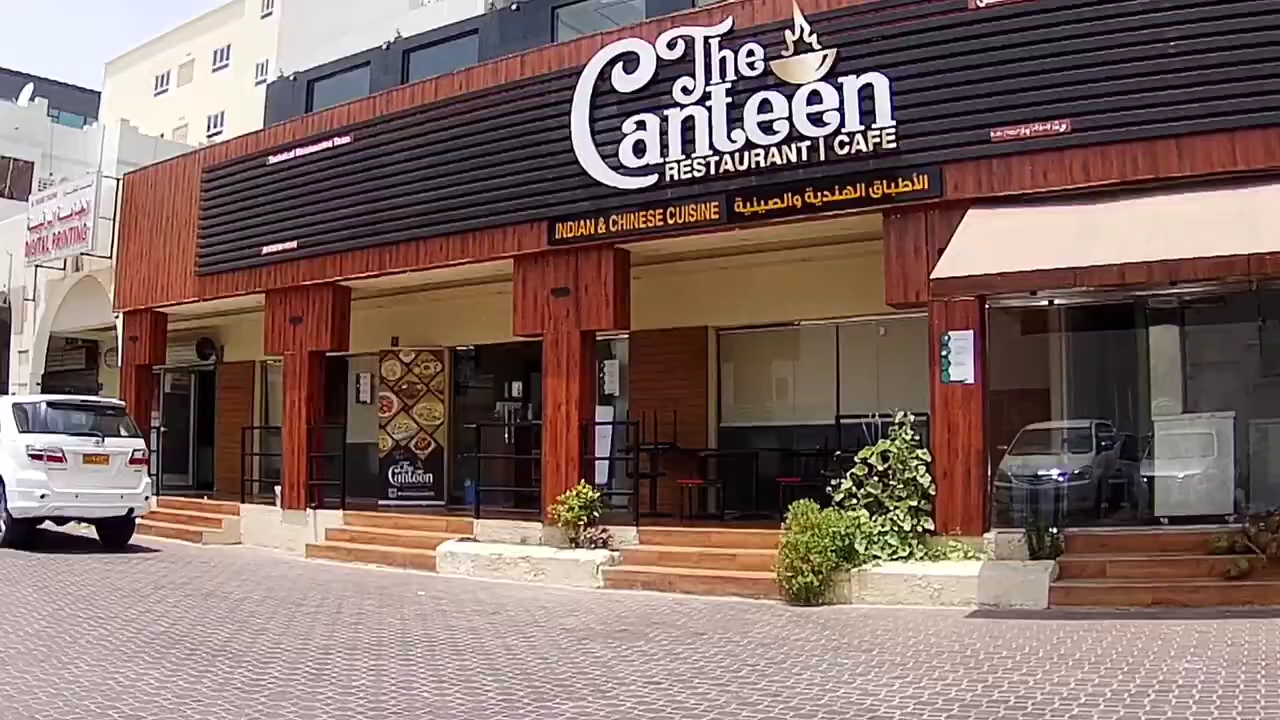 The
Canteen
RESTAURANT | CAFE
INDIAN & CHINESE CUISINE
الأطباق الهندية والصينية
DIGITAL PRINTING
The
Canteen